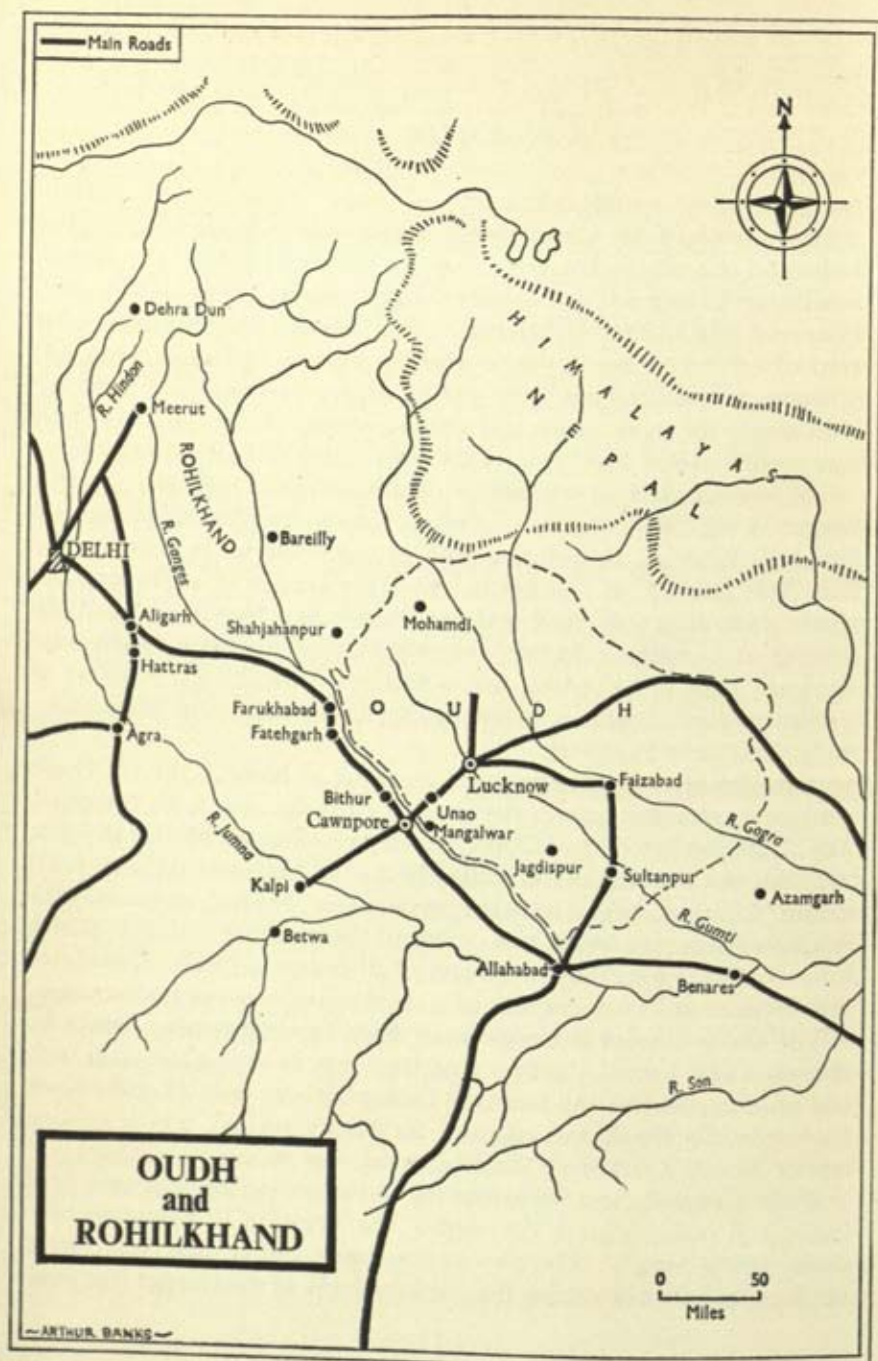 Main Roads
N
Dehra Dun
HIMALAYAS
NEPAL
R. Hindon
Meerut
ROHILKHAND
R. Ganges
Bareilly
DELHI
Aligarh
Shahjahanpur
Mohamdi
Hattras
Farukhabad
OUDH
Agra
Fatehgarh
Lucknow
Faizabad
Bithur
Unao
R. Gogra
Cawnpore
Mangalwar
R. Jumna
Jagdispur
Sultanpur
Kalpi
Azamgarh
R. Gumti
Betwa
Allahabad
Benares
R. Son
OUDH
and
ROHILKHAND
0 50
Miles
ARTHUR BANKS